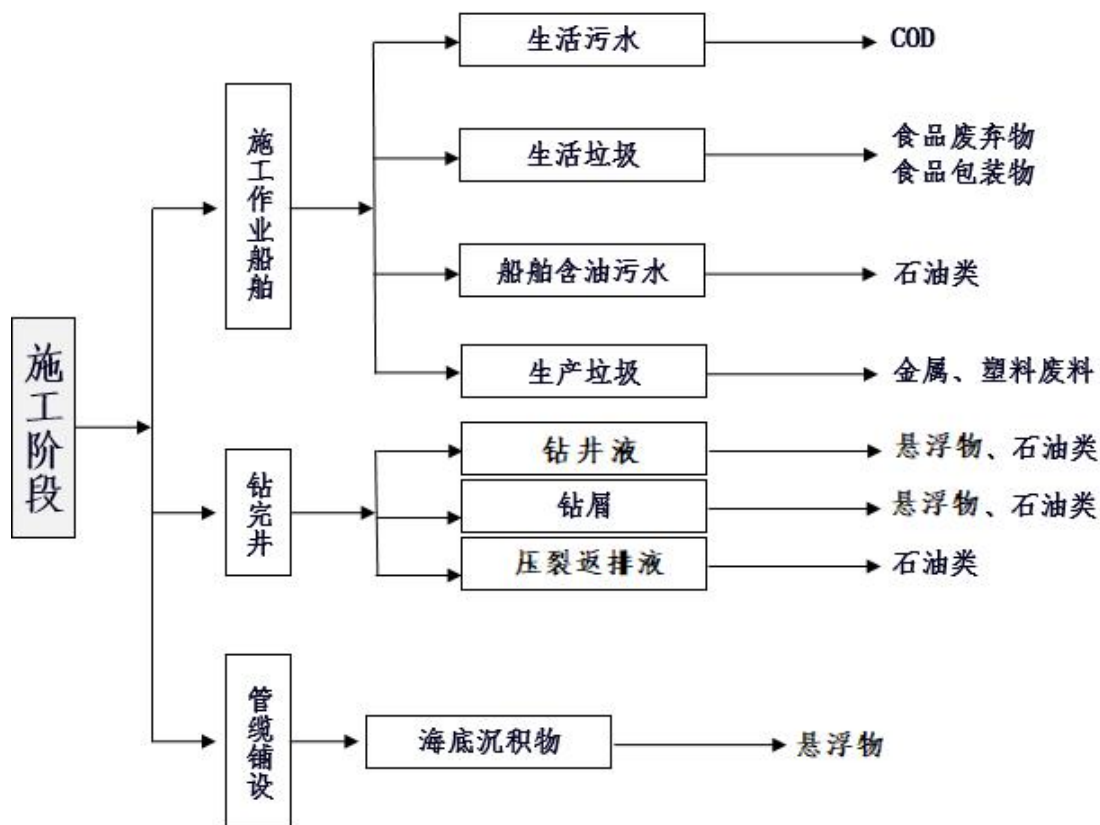 施工阶段
施工作业船舶
生活污水
COD
生活垃圾
食品废弃物
食品包装物
船舶含油污水
石油类
生产垃圾
金属、塑料废料
钻完井
钻井液
悬浮物、石油类
钻屑
悬浮物、石油类
压裂返排液
石油类
管缆铺设
海底沉积物
悬浮物